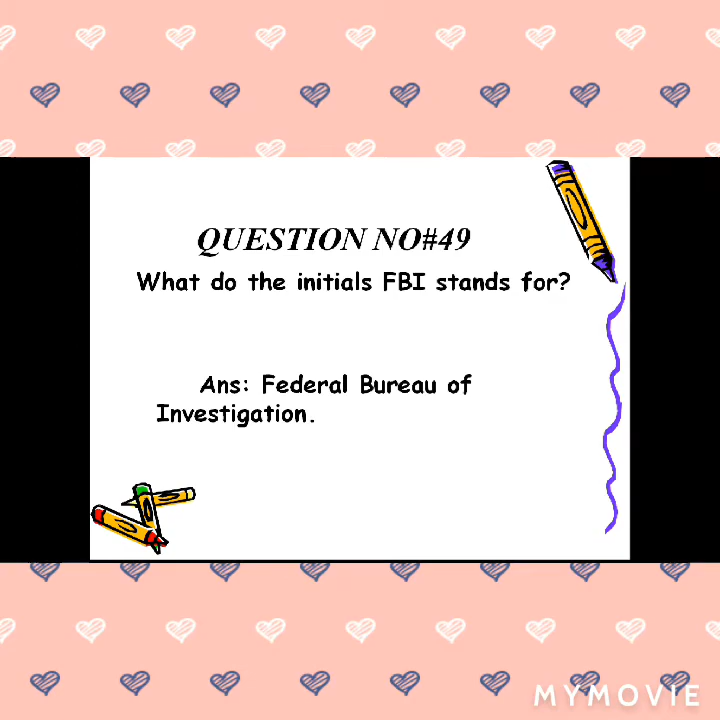 QUESTION NO#49
What do the initials FBI stands for?
Ans: Federal Bureau of
Investigation.
MYMOVIE